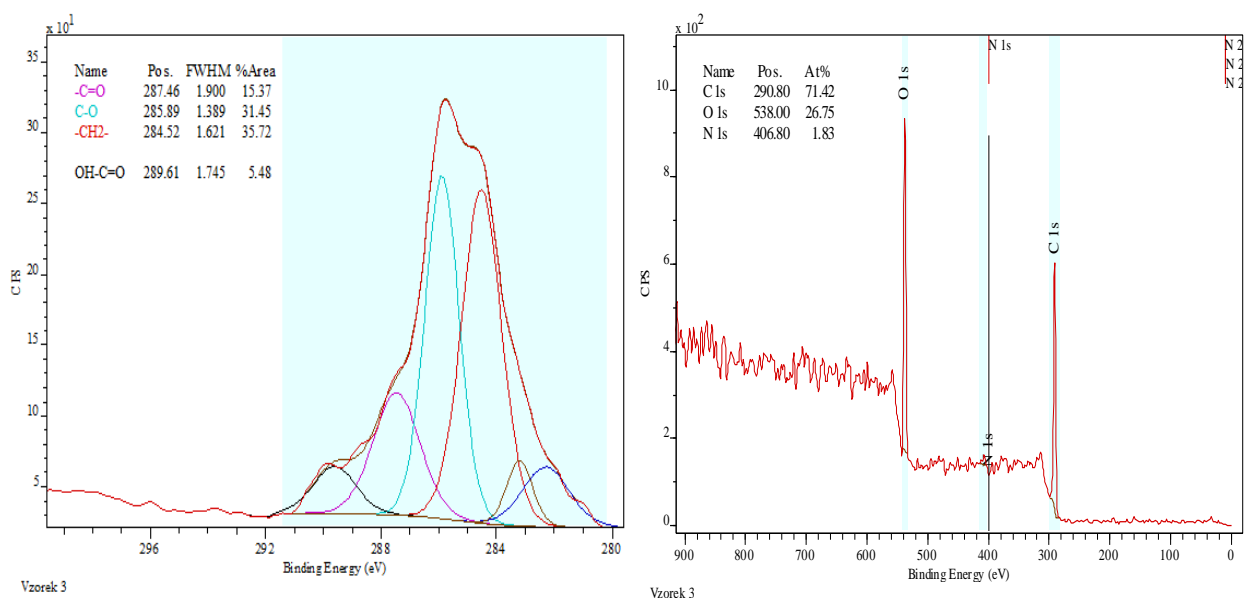 x 10¹
35
30
25
20
15
10
5
CPS
Name Pos. FWHM %Area
-C=O 287.46 1.900 15.37
C-O 285.89 1.389 31.45
-CH2- 284.52 1.621 35.72
OH-C=O 289.61 1.745 5.48
296 292 288 284 280
Binding Energy (eV)
Vzorek 3
x 10²
10
8
6
4
2
0
CPS
Name Pos. At%
C 1s 290.80 71.42
O 1s 538.00 26.75
N 1s 406.80 1.83
O 1s
N 1s
N 1s
C 1s
N 2
N 2
N 2
900 800 700 600 500 400 300 200 100 0
Binding Energy (eV)
Vzorek 3